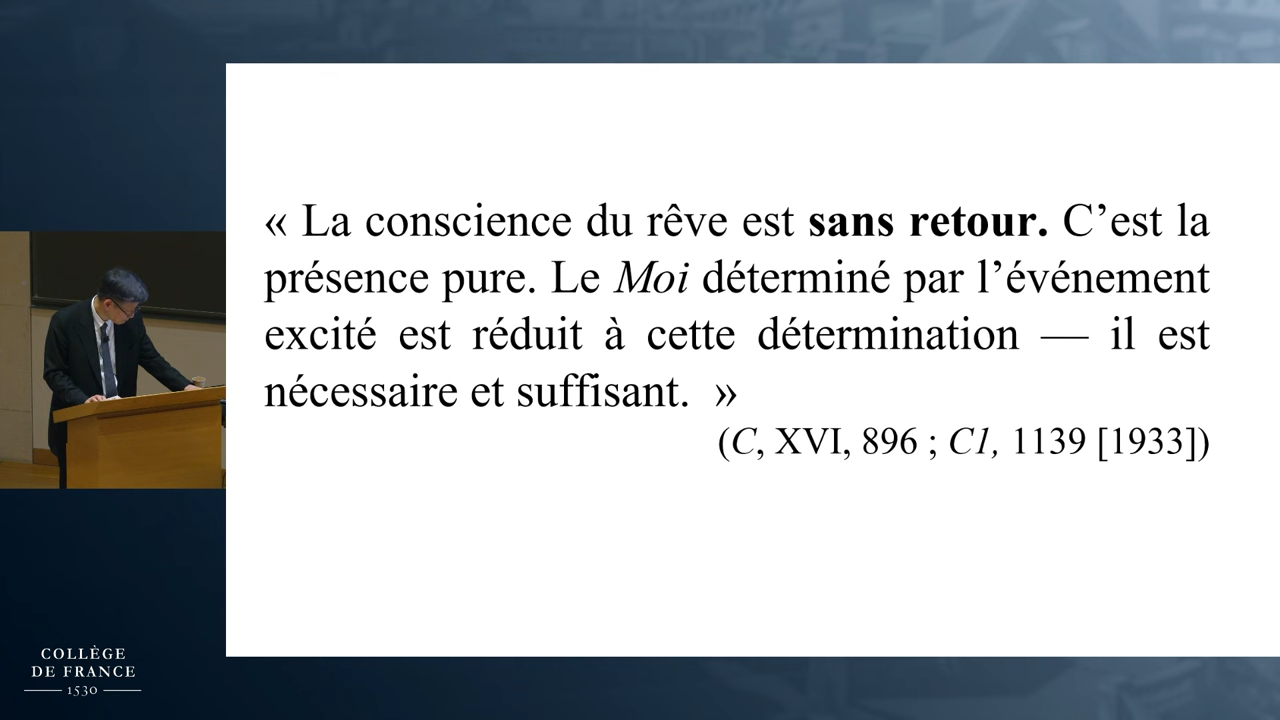 « La conscience du rêve est sans retour. C’est la
présence pure. Le Moi déterminé par l’événement
excité est réduit à cette détermination — il est
nécessaire et suffisant.  »
(C, XVI, 896 ; C1, 1139 [1933])
COLLÈGE
DE FRANCE
1530